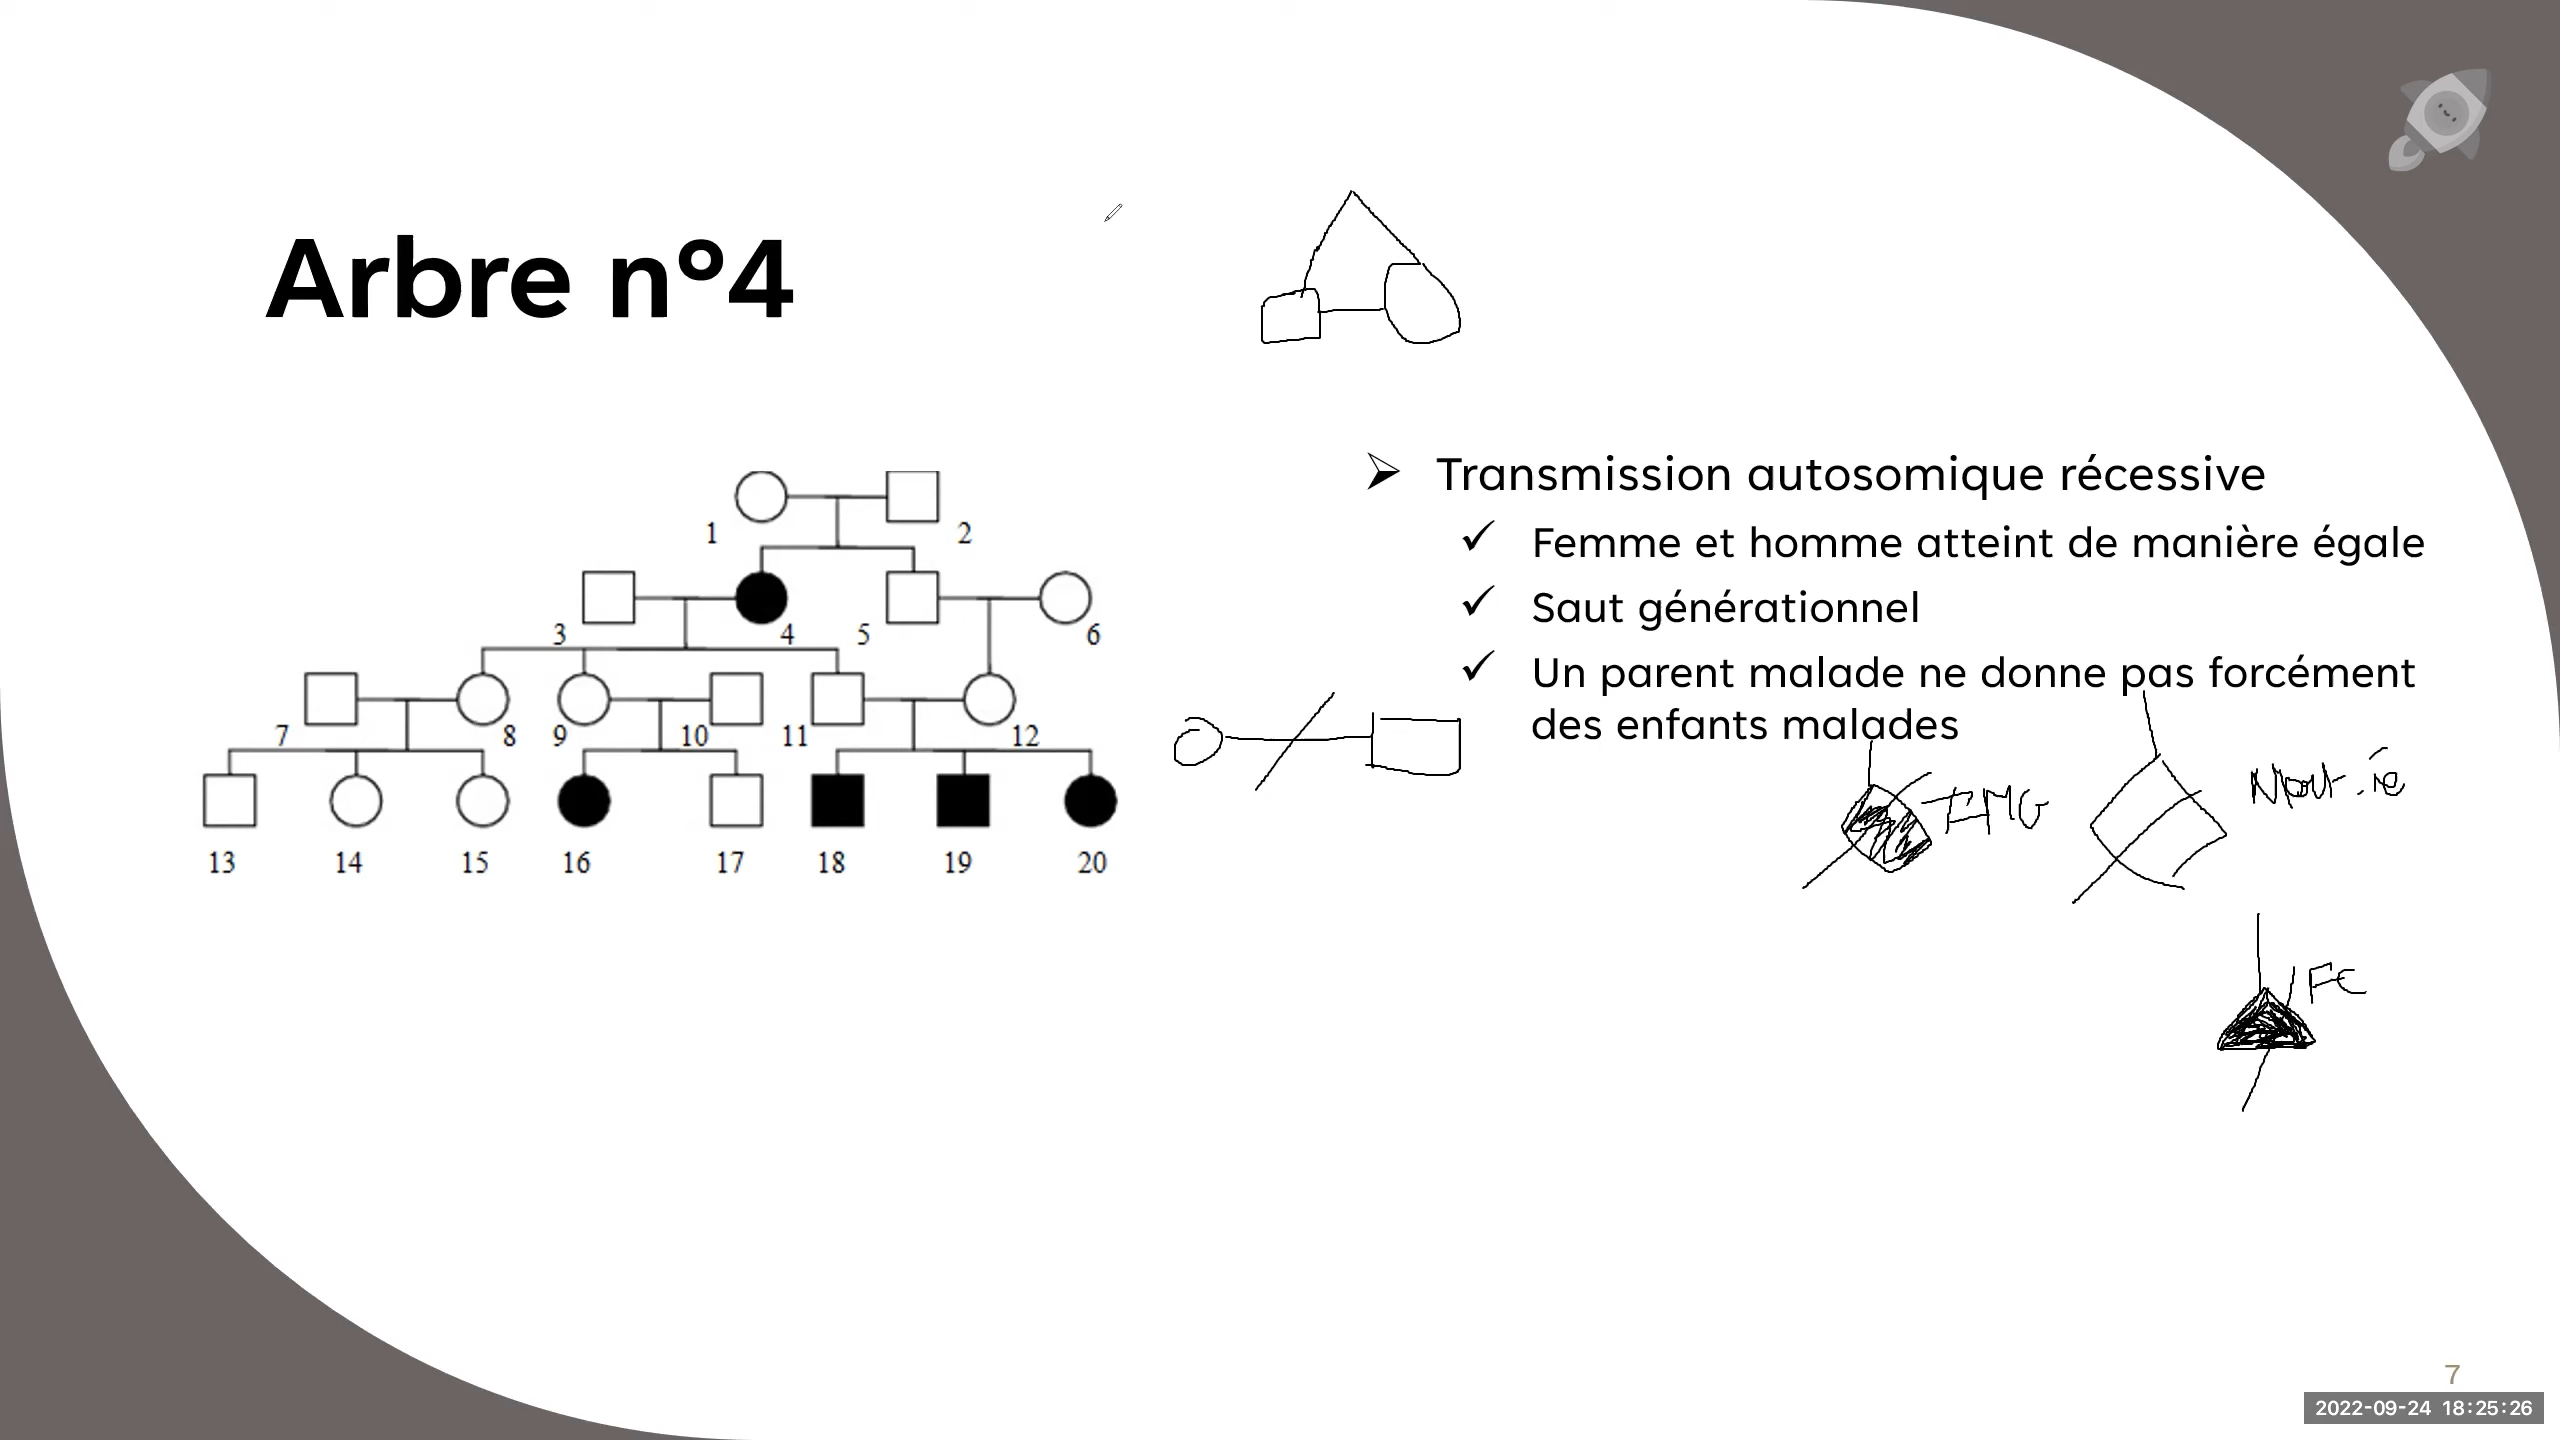 Arbre n°4
1 2
3 4 5 6
7 8 9 10 11 12
13 14 15 16 17 18 19 20
➢ Transmission autosomique récessive
✓ Femme et homme atteint de manière égale
✓ Saut générationnel
✓ Un parent malade ne donne pas forcément
des enfants malades
IMG
FC
7
2022-09-24 18:25:26